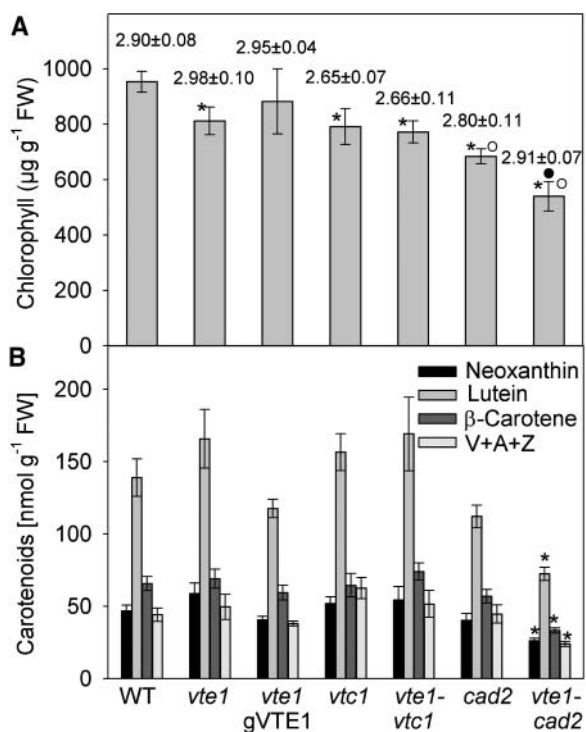 A
2.90±0.08
2.98±0.10
2.95±0.04
2.65±0.07
2.66±0.11
2.80±0.11
2.91±0.07
Chlorophyll (µg g⁻¹ FW)
1000
800
600
400
200
0
* * * *○ *●○
B
Neoxanthin
Lutein
β-Carotene
V+A+Z
Carotenoids [nmol g⁻¹ FW]
200
150
100
50
0
* * * *
WT vte1 vte1 vtc1 vte1- cad2 vte1-
gVTE1 vtc1 cad2